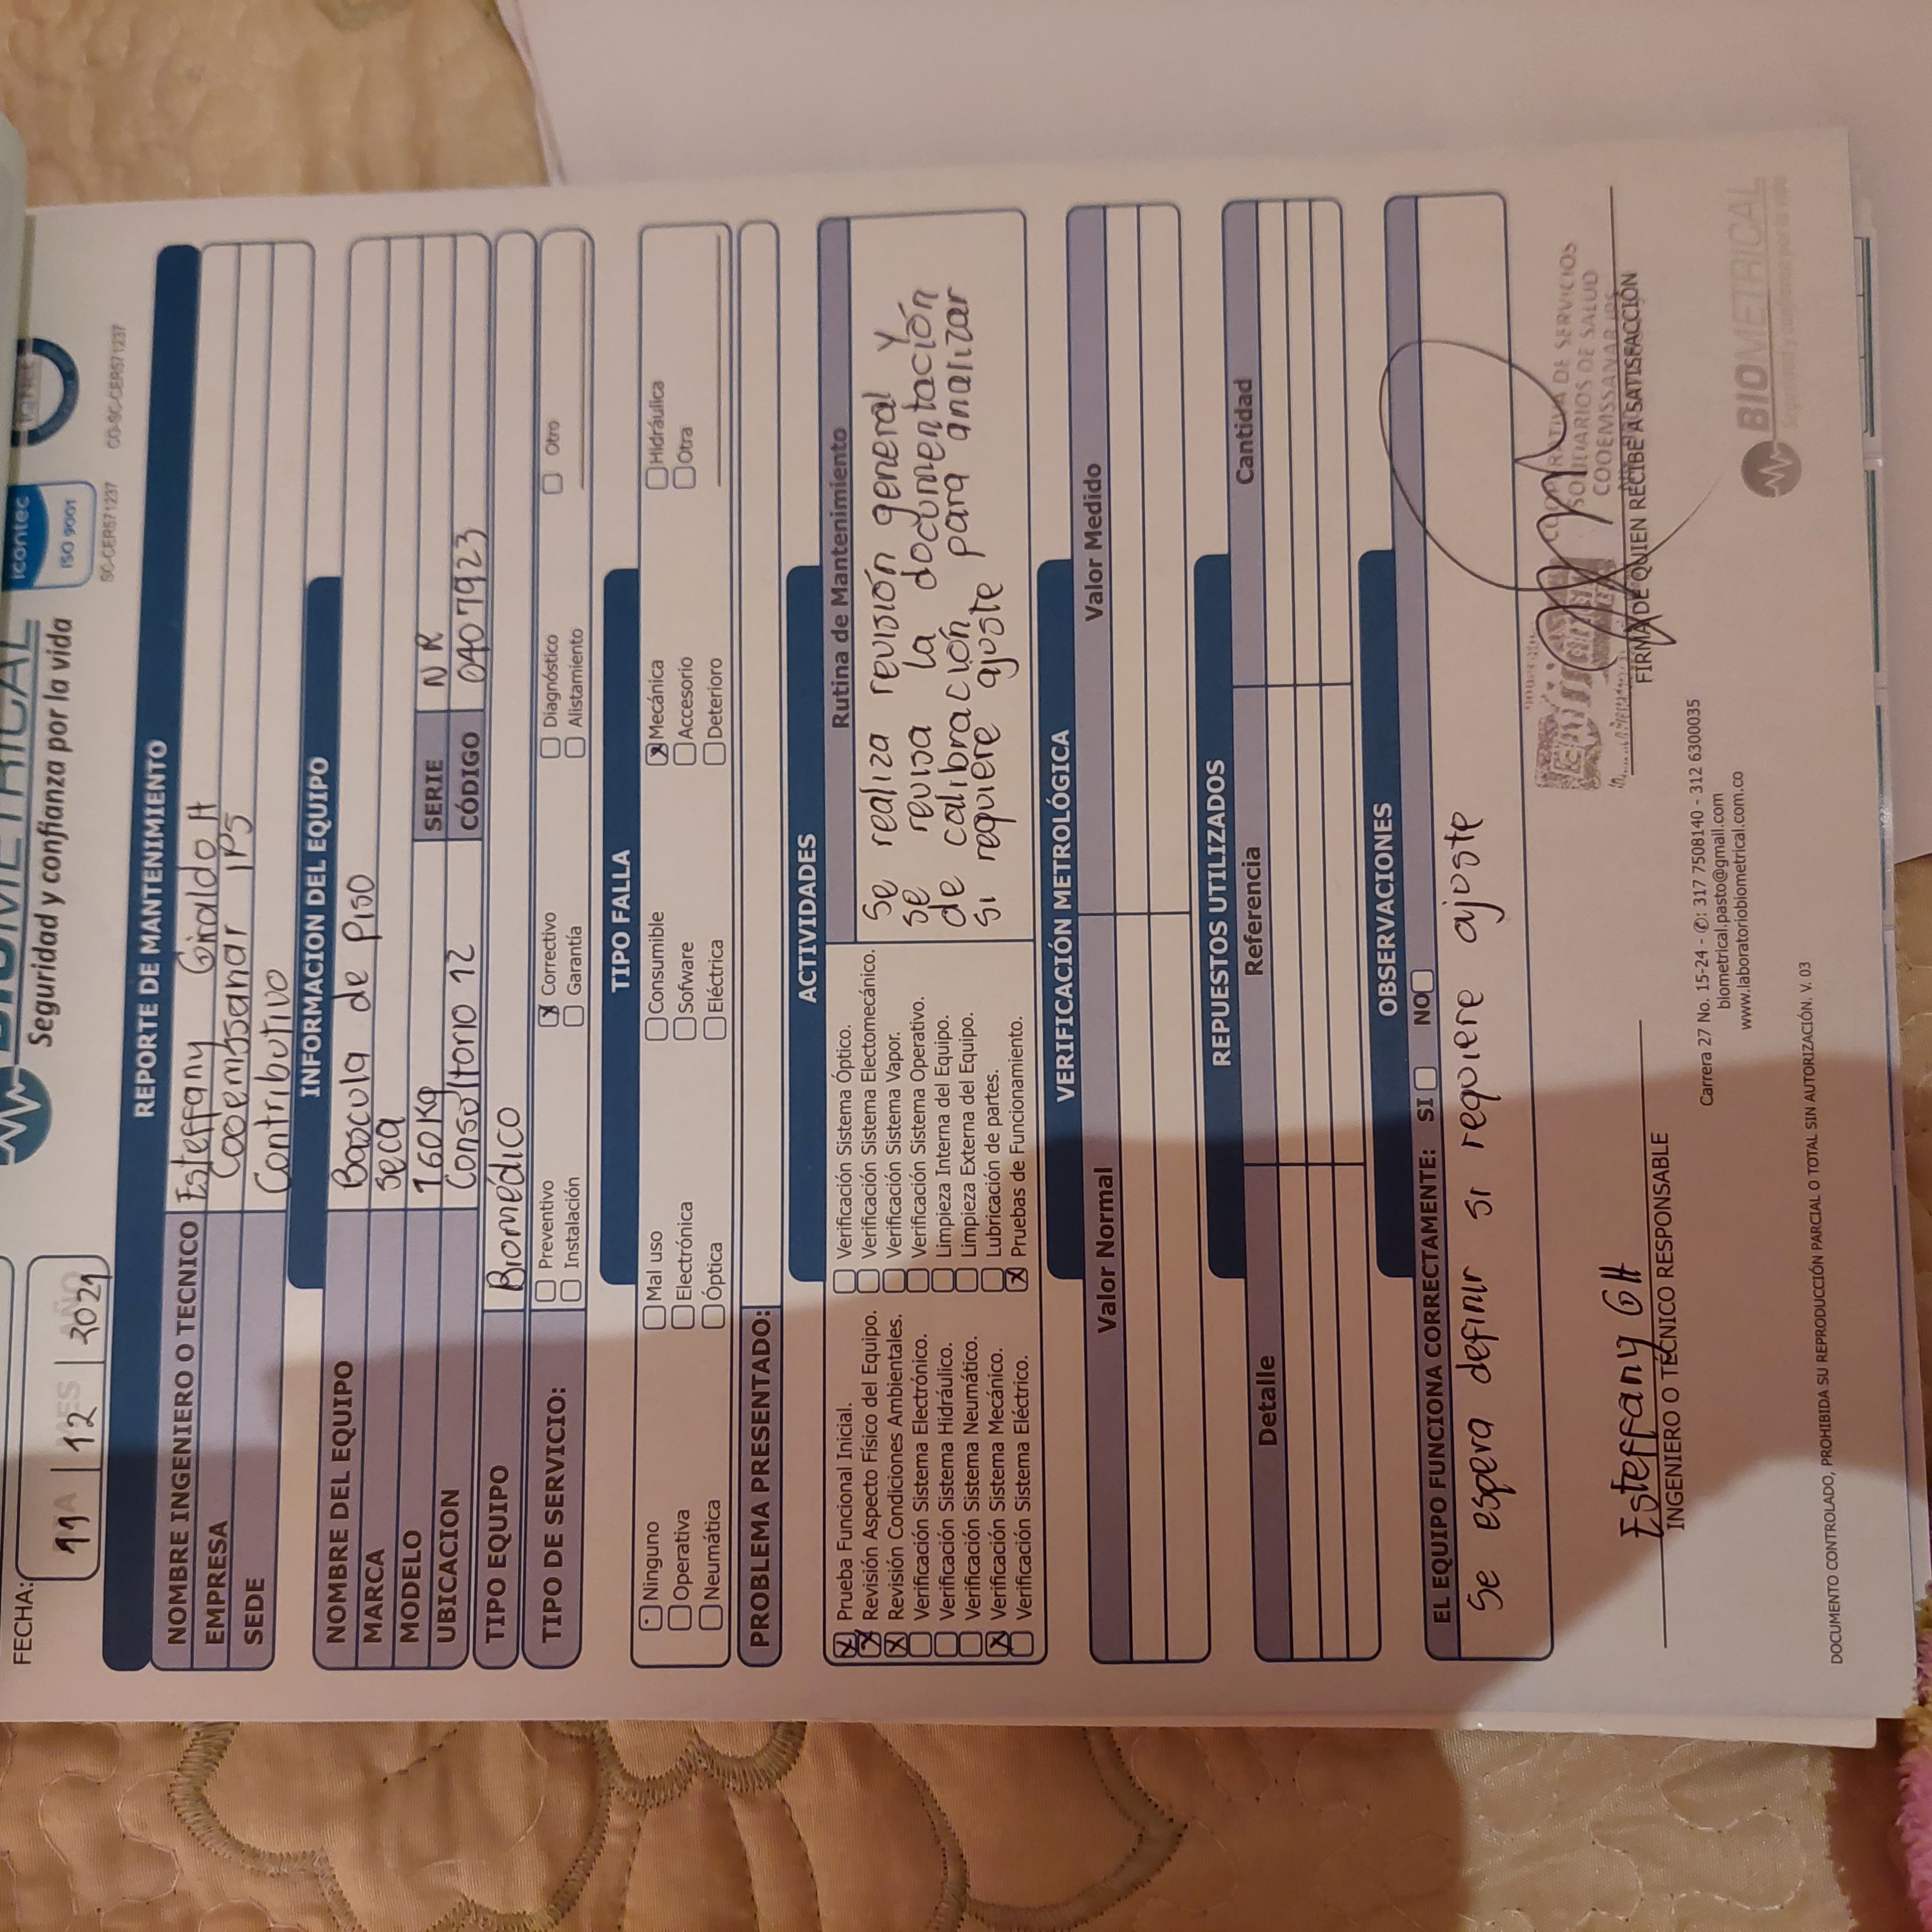 BIOMETRICAL
Seguridad y confianza por la vida
icontec
ISO 9001
SC-CER571237
CO-SC-CER571237
FECHA:
11 | 12 | 2021
REPORTE DE MANTENIMIENTO
NOMBRE INGENIERO O TECNICO Esteffany Giraldo H
EMPRESA Cooemssanar IPS
SEDE Contributivo
INFORMACION DEL EQUIPO
NOMBRE DEL EQUIPO Bascula de Piso
MARCA seca
MODELO 160Kg SERIE N R
UBICACION Consultorio 12 CÓDIGO 0407923
TIPO EQUIPO Biomédico
TIPO DE SERVICIO: Preventivo X Correctivo Diagnóstico Otro
Instalación Garantía Alistamiento
TIPO FALLA
Ninguno Mal uso Consumible X Mecánica Hidráulica
Operativa Electrónica Sofware Accesorio Otra
Neumática Óptica Eléctrica Deterioro
PROBLEMA PRESENTADO:
ACTIVIDADES
X Prueba Funcional Inicial.
X Revisión Aspecto Físico del Equipo.
X Revisión Condiciones Ambientales.
Verificación Sistema Electrónico.
Verificación Sistema Hidráulico.
Verificación Sistema Neumático.
X Verificación Sistema Mecánico.
Verificación Sistema Eléctrico.
Verificación Sistema Óptico.
Verificación Sistema Electomecánico.
Verificación Sistema Vapor.
Verificación Sistema Operativo.
Limpieza Interna del Equipo.
Limpieza Externa del Equipo.
Lubricación de partes.
X Pruebas de Funcionamiento.
Rutina de Mantenimiento
Se realiza revisión general y
se revisa la documentación
de calibración para analizar
si requiere ajuste
VERIFICACIÓN METROLÓGICA
Valor Normal Valor Medido
REPUESTOS UTILIZADOS
Detalle Referencia Cantidad
OBSERVACIONES
EL EQUIPO FUNCIONA CORRECTAMENTE: SI NO
Se espera definir si requiere ajuste
COOPERATIVA DE SERVICIOS
SOLIDARIOS DE SALUD
COOEMSSANAR IPS
Esteffany GH
INGENIERO O TÉCNICO RESPONSABLE
FIRMA DE QUIEN RECIBE A SATISFACCIÓN
Carrera 27 No. 15-24 - ✆: 317 7508140 - 312 6300035
biometrical.pasto@gmail.com
www.laboratoriobiometrical.com.co
BIOMETRICAL
Seguridad y confianza por la vida
DOCUMENTO CONTROLADO, PROHIBIDA SU REPRODUCCIÓN PARCIAL O TOTAL SIN AUTORIZACIÓN. V. 03